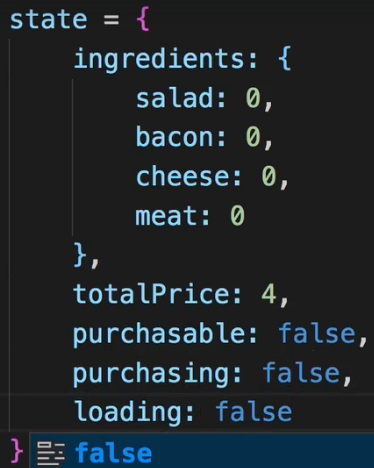 state = {
ingredients: {
salad: 0,
bacon: 0,
cheese: 0,
meat: 0
},
totalPrice: 4,
purchasable: false,
purchasing: false,
loading: false
} false